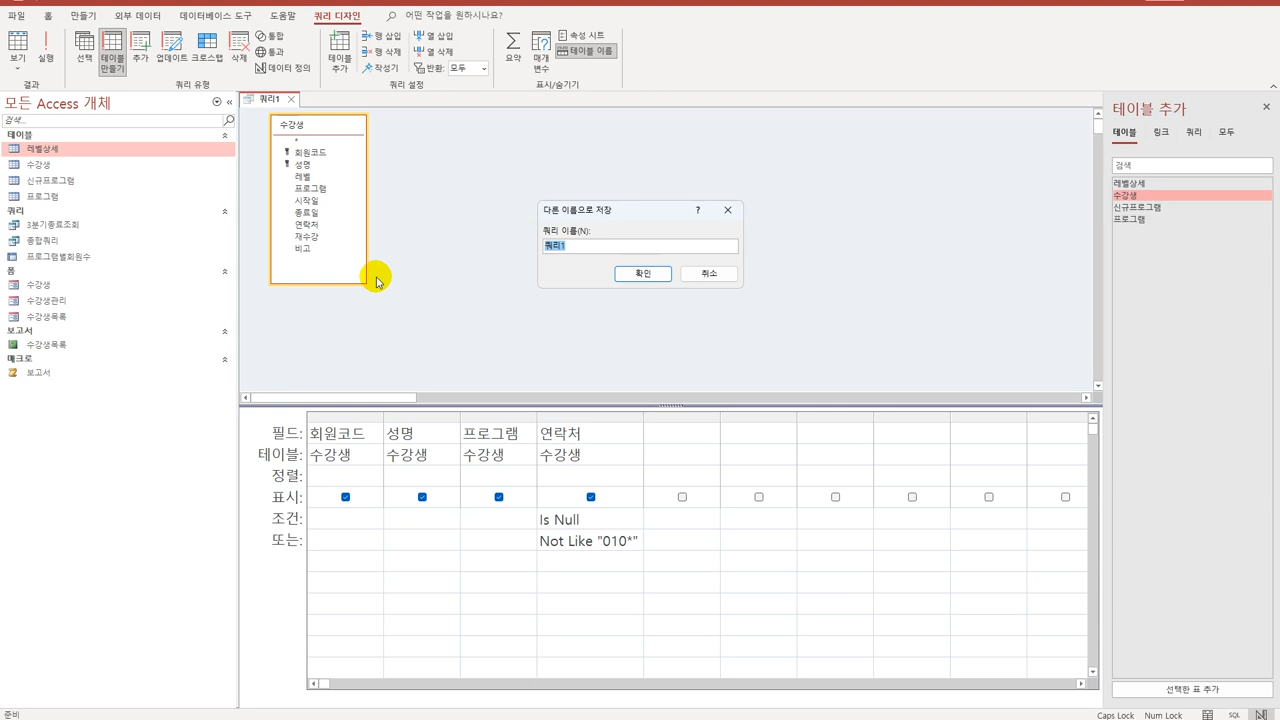 파일 홈 만들기 외부 데이터 데이터베이스 도구 도움말 쿼리 디자인 어떤 작업을 원하시나요?
보기 실행 선택 테이블 만들기 추가 업데이트 크로스탭 삭제 통합 통과 데이터 정의 테이블 추가 행 삽입 행 삭제 작성기 열 삽입 열 삭제 반환: 모두 요약 매개 변수 속성 시트 테이블 이름
결과 쿼리 유형 쿼리 설정 표시/숨기기
모든 Access 개체
검색...
테이블
레벨상세
수강생
신규프로그램
프로그램
쿼리
3분기종료조회
종합쿼리
프로그램별회원수
폼
수강생
수강생관리
수강생목록
보고서
수강생목록
매크로
보고서
쿼리1
수강생
*
회원코드
성명
레벨
프로그램
시작일
종료일
연락처
재수강
비고
다른 이름으로 저장 ?
쿼리 이름(N):
쿼리1
확인 취소
필드: 회원코드 성명 프로그램 연락처
테이블: 수강생 수강생 수강생 수강생
정렬:
표시:
조건: Is Null
또는: Not Like "010*"
테이블 추가
테이블 링크 쿼리 모두
검색
레벨상세
수강생
신규프로그램
프로그램
선택한 표 추가
준비 Caps Lock Num Lock SQL